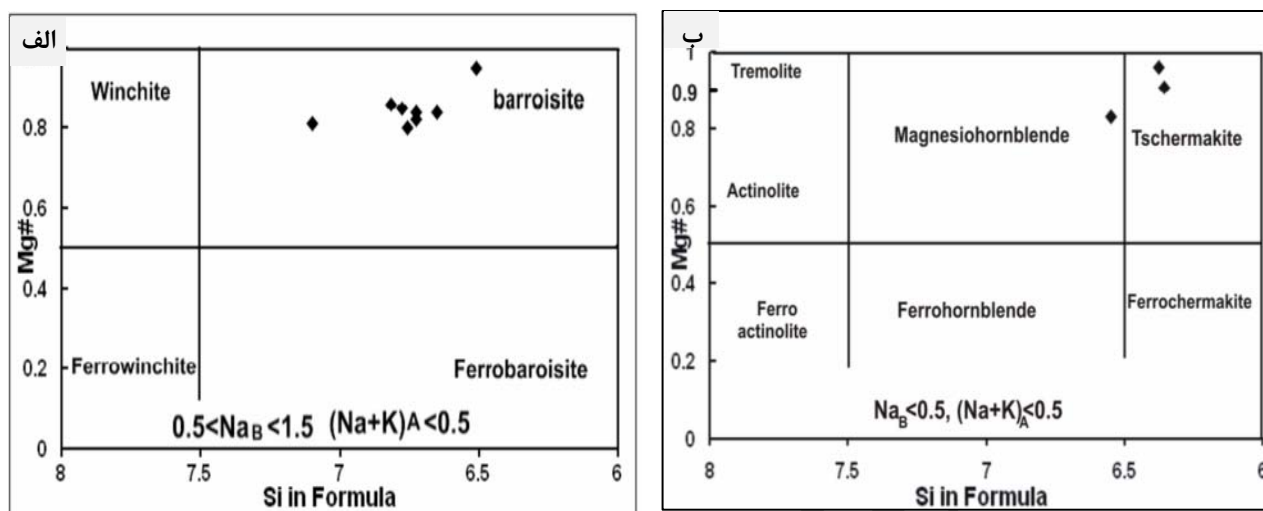 الف
Winchite
barroisite
0.8
0.6
Mg#
0.4
0.2
Ferrowinchite
Ferrobaroisite
0.5<NaB<1.5 (Na+K)A<0.5
0
8
7.5
7
6.5
6
Si in Formula
ب
1
Tremolite
0.9
Magnesiohornblende
Tschermakite
0.8
Actinolite
0.6
Mg#
0.4
Ferro
actinolite
Ferrohornblende
Ferrochermakite
0.2
NaB<0.5, (Na+K)A<0.5
0
8
7.5
7
6.5
6
Si in Formula